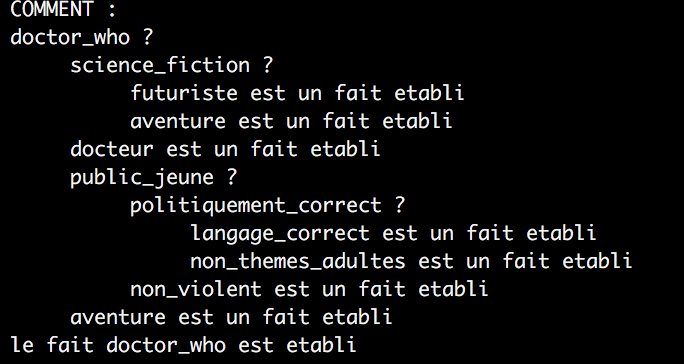 COMMENT :
doctor_who ?
science_fiction ?
futuriste est un fait etabli
aventure est un fait etabli
docteur est un fait etabli
public_jeune ?
politiquement_correct ?
langage_correct est un fait etabli
non_themes_adultes est un fait etabli
non_violent est un fait etabli
aventure est un fait etabli
le fait doctor_who est etabli